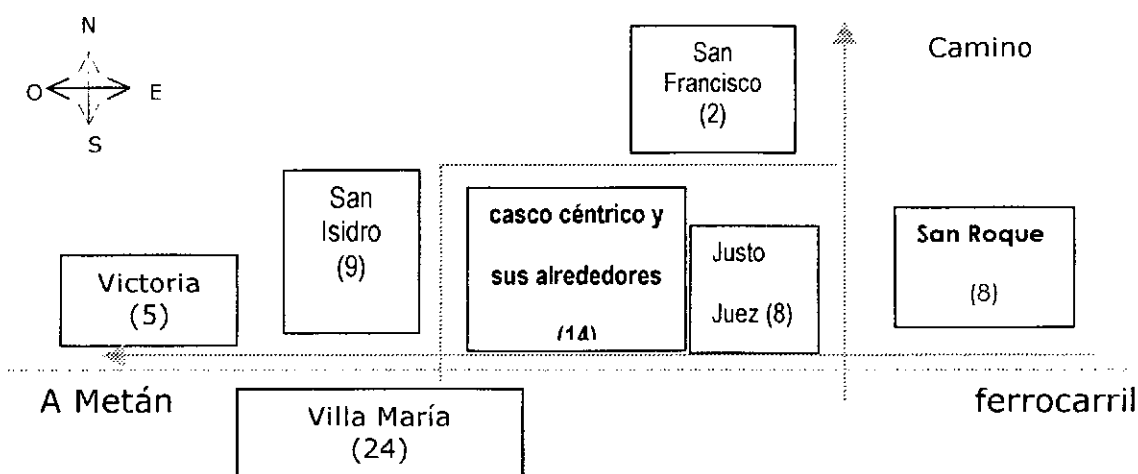 N
O
E
S
San
Francisco
(2)
Camino
San
Isidro
(9)
casco céntrico y
sus alrededores
(14)
Justo
Juez (8)
San Roque
(8)
Victoria
(5)
A Metán
ferrocarril
Villa María
(24)